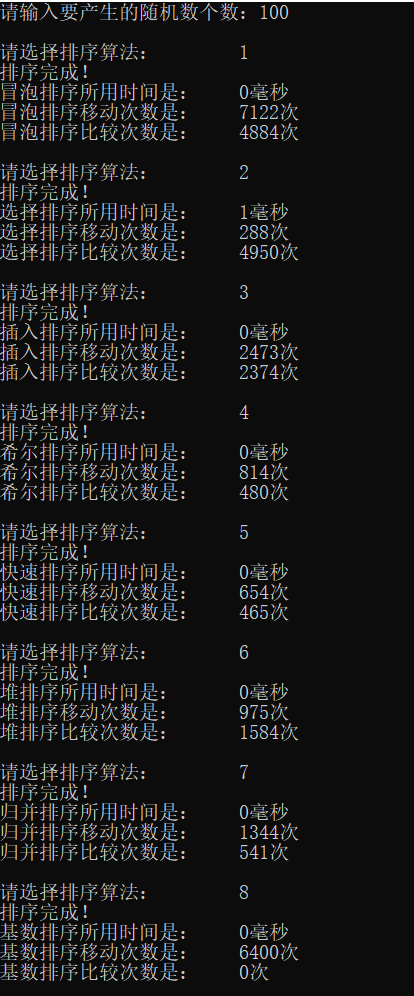 请输入要产生的随机数个数：100
请选择排序算法： 1
排序完成！
冒泡排序所用时间是： 0毫秒
冒泡排序移动次数是： 7122次
冒泡排序比较次数是： 4884次
请选择排序算法： 2
排序完成！
选择排序所用时间是： 1毫秒
选择排序移动次数是： 288次
选择排序比较次数是： 4950次
请选择排序算法： 3
排序完成！
插入排序所用时间是： 0毫秒
插入排序移动次数是： 2473次
插入排序比较次数是： 2374次
请选择排序算法： 4
排序完成！
希尔排序所用时间是： 0毫秒
希尔排序移动次数是： 814次
希尔排序比较次数是： 480次
请选择排序算法： 5
排序完成！
快速排序所用时间是： 0毫秒
快速排序移动次数是： 654次
快速排序比较次数是： 465次
请选择排序算法： 6
排序完成！
堆排序所用时间是： 0毫秒
堆排序移动次数是： 975次
堆排序比较次数是： 1584次
请选择排序算法： 7
排序完成！
归并排序所用时间是： 0毫秒
归并排序移动次数是： 1344次
归并排序比较次数是： 541次
请选择排序算法： 8
排序完成！
基数排序所用时间是： 0毫秒
基数排序移动次数是： 6400次
基数排序比较次数是： 0次